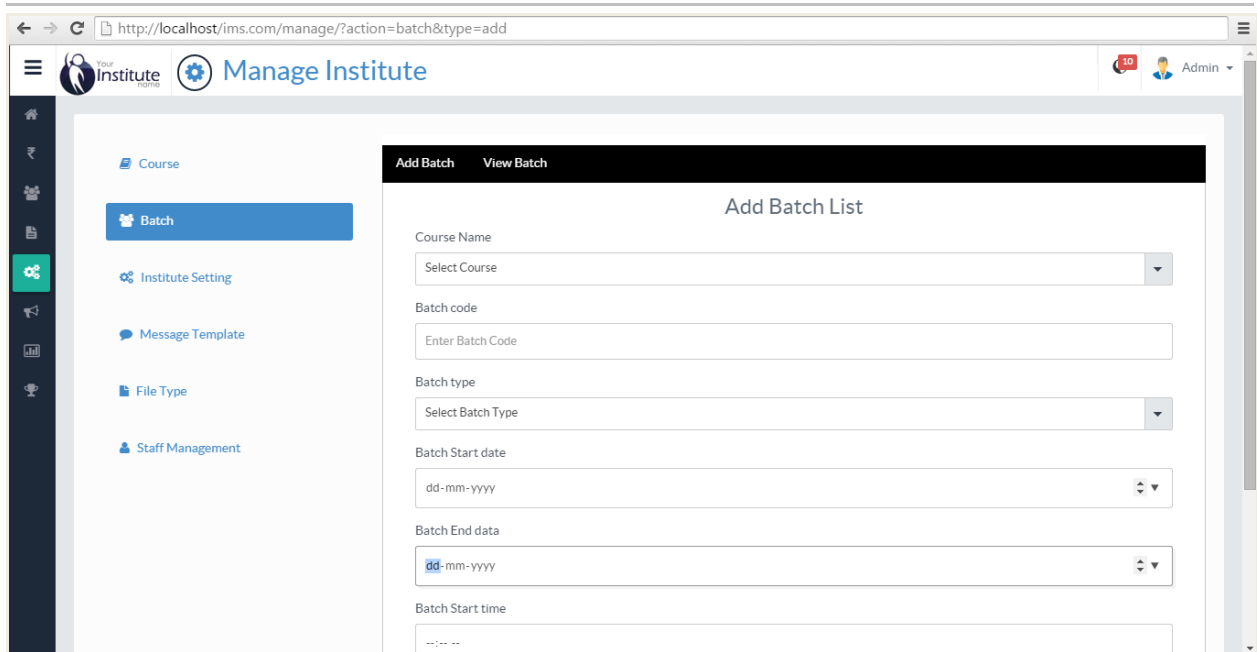 http://localhost/ims.com/manage/?action=batch&type=add
Your
Institute
name
Manage Institute
10
Admin
₹
Course
Batch
Institute Setting
Message Template
File Type
Staff Management
Add Batch View Batch
Add Batch List
Course Name
Select Course
Batch code
Enter Batch Code
Batch type
Select Batch Type
Batch Start date
dd-mm-yyyy
Batch End data
dd-mm-yyyy
Batch Start time
--:-- --